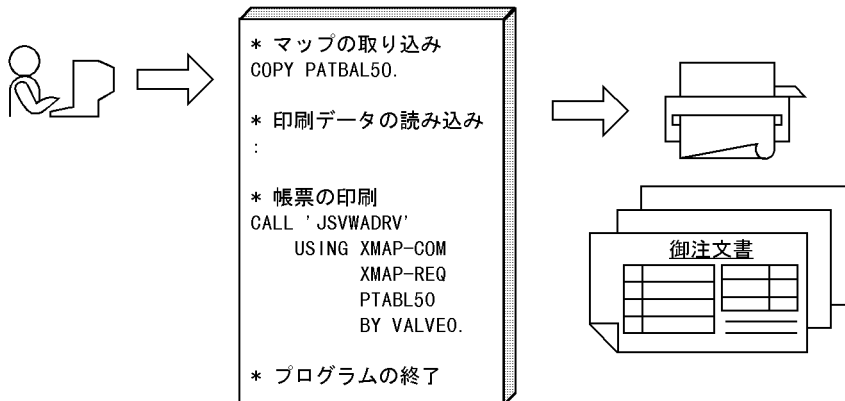 * マップの取り込み
COPY PATBAL50.
* 印刷データの読み込み
:
* 帳票の印刷
CALL 'JSVWADRV'
USING XMAP-COM
XMAP-REQ
PTABL50
BY VALVE0.
* プログラムの終了
御注文書